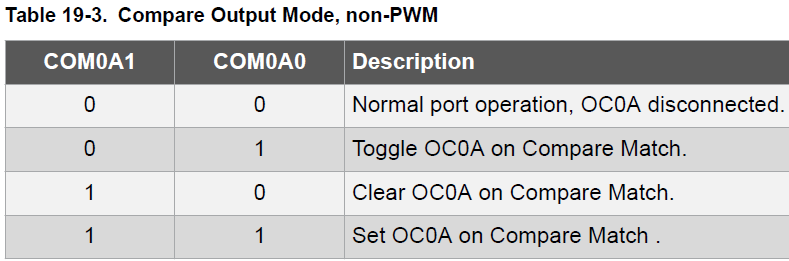 Table 19-3. Compare Output Mode, non-PWM
COM0A1 COM0A0 Description
0 0 Normal port operation, OC0A disconnected.
0 1 Toggle OC0A on Compare Match.
1 0 Clear OC0A on Compare Match.
1 1 Set OC0A on Compare Match .